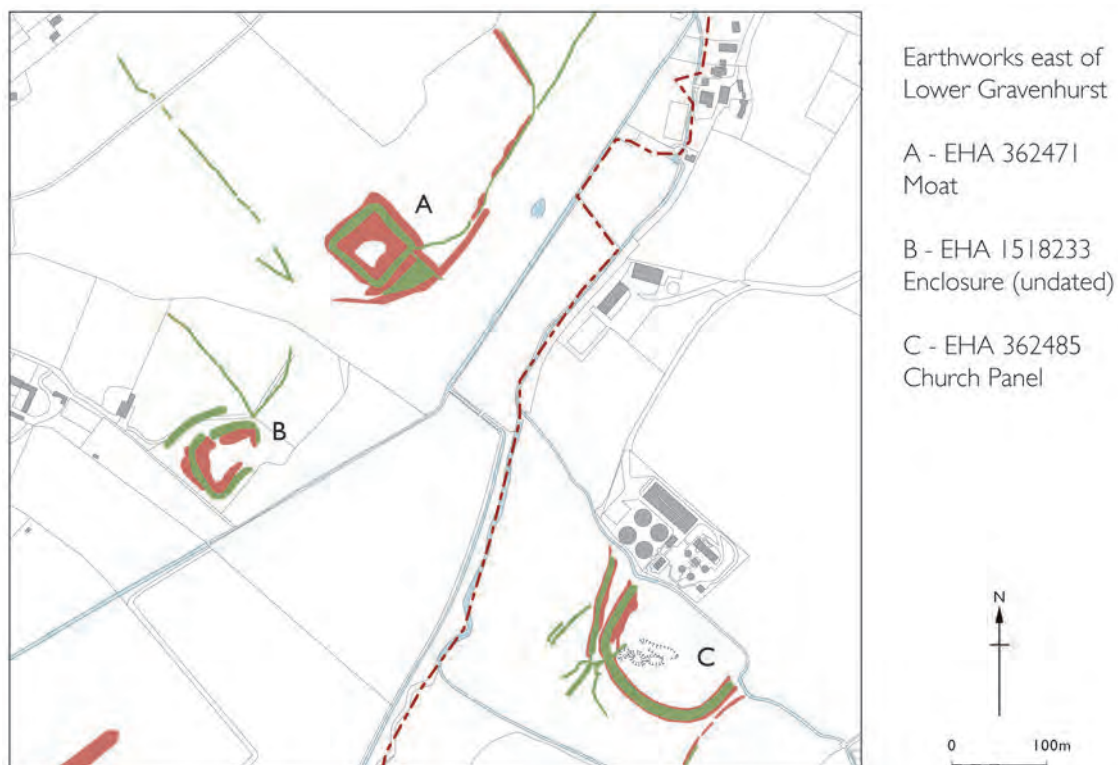 Earthworks east of
Lower Gravenhurst
A - EHA 362471
Moat
B - EHA 1518233
Enclosure (undated)
C - EHA 362485
Church Panel
A
B
C
N
0 100m